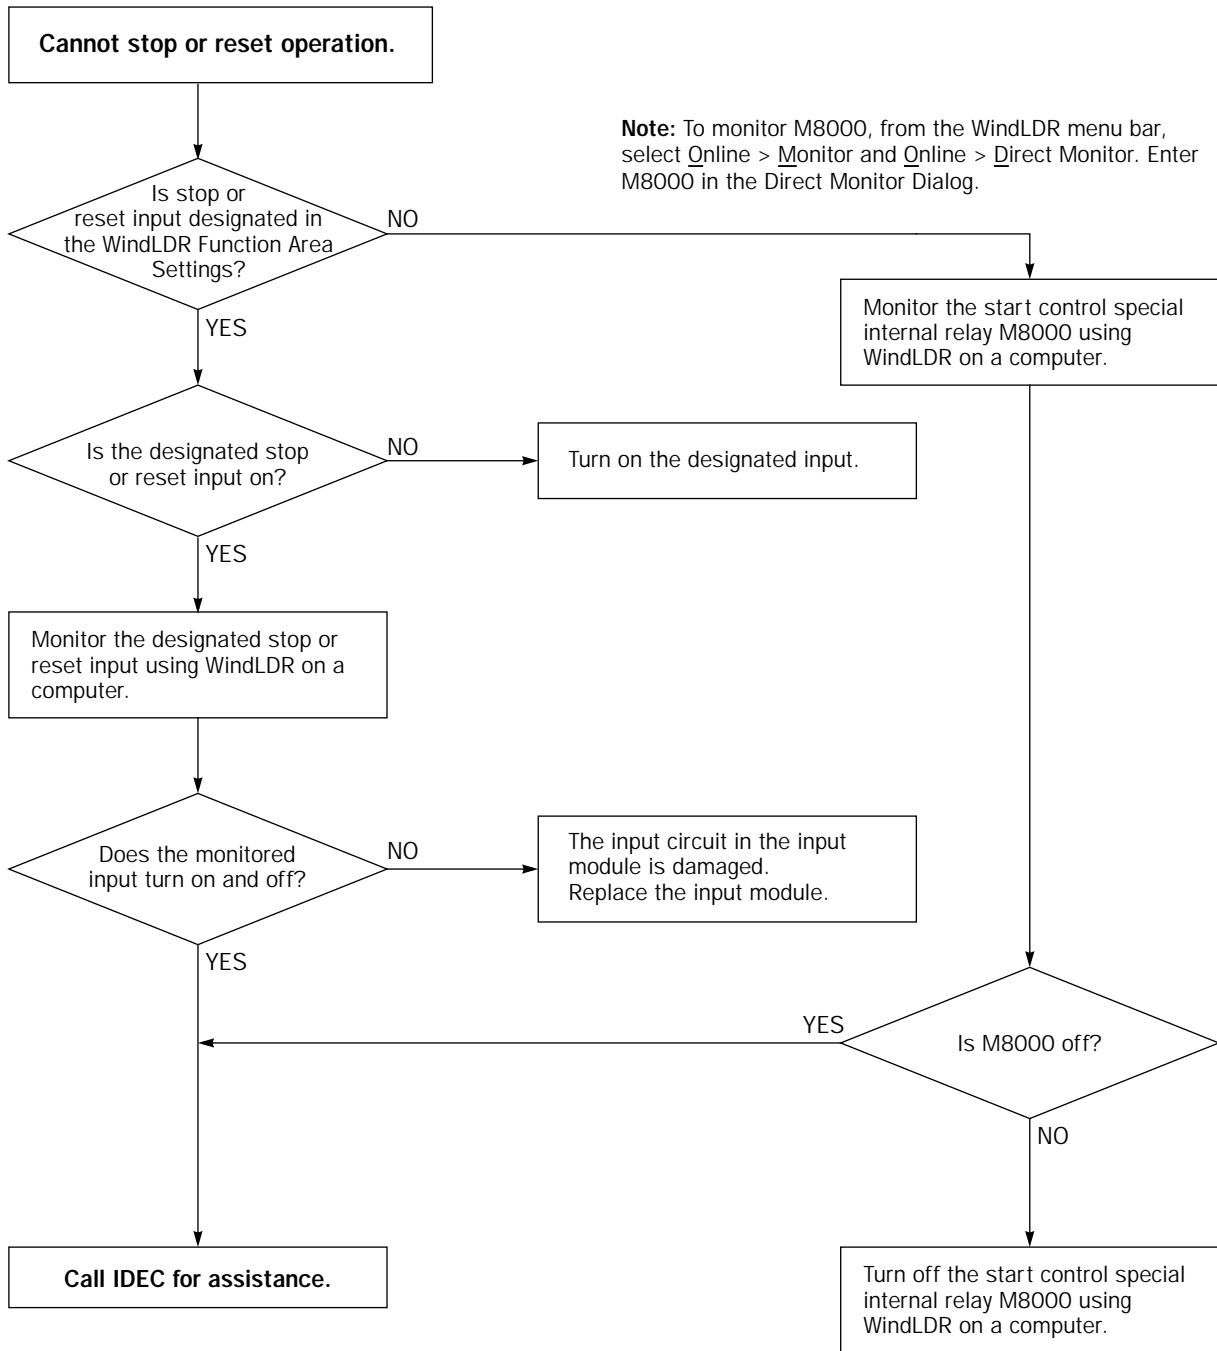 Cannot stop or reset operation.
Note: To monitor M8000, from the WindLDR menu bar,
select Online > Monitor and Online > Direct Monitor. Enter
M8000 in the Direct Monitor Dialog.
Is stop or
reset input designated in
the WindLDR Function Area
Settings?
NO
YES
Monitor the start control special
internal relay M8000 using
WindLDR on a computer.
Is the designated stop
or reset input on?
NO
Turn on the designated input.
YES
Monitor the designated stop or
reset input using WindLDR on a
computer.
Does the monitored
input turn on and off?
NO
The input circuit in the input
module is damaged.
Replace the input module.
YES
YES
Is M8000 off?
NO
Call IDEC for assistance.
Turn off the start control special
internal relay M8000 using
WindLDR on a computer.